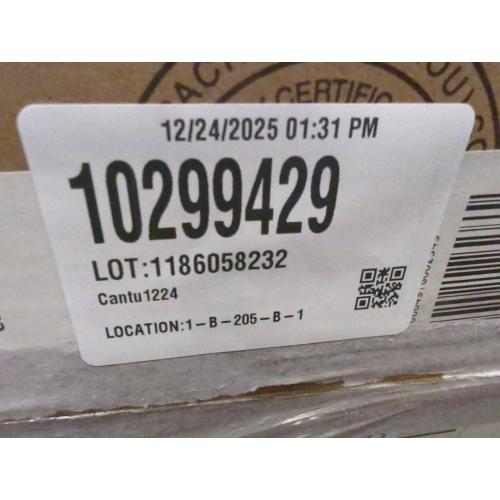 CERTIFIC
12/24/2025 01:31 PM
10299429
LOT:1186058232
Cantu1224
LOCATION:1-B-205-B-1